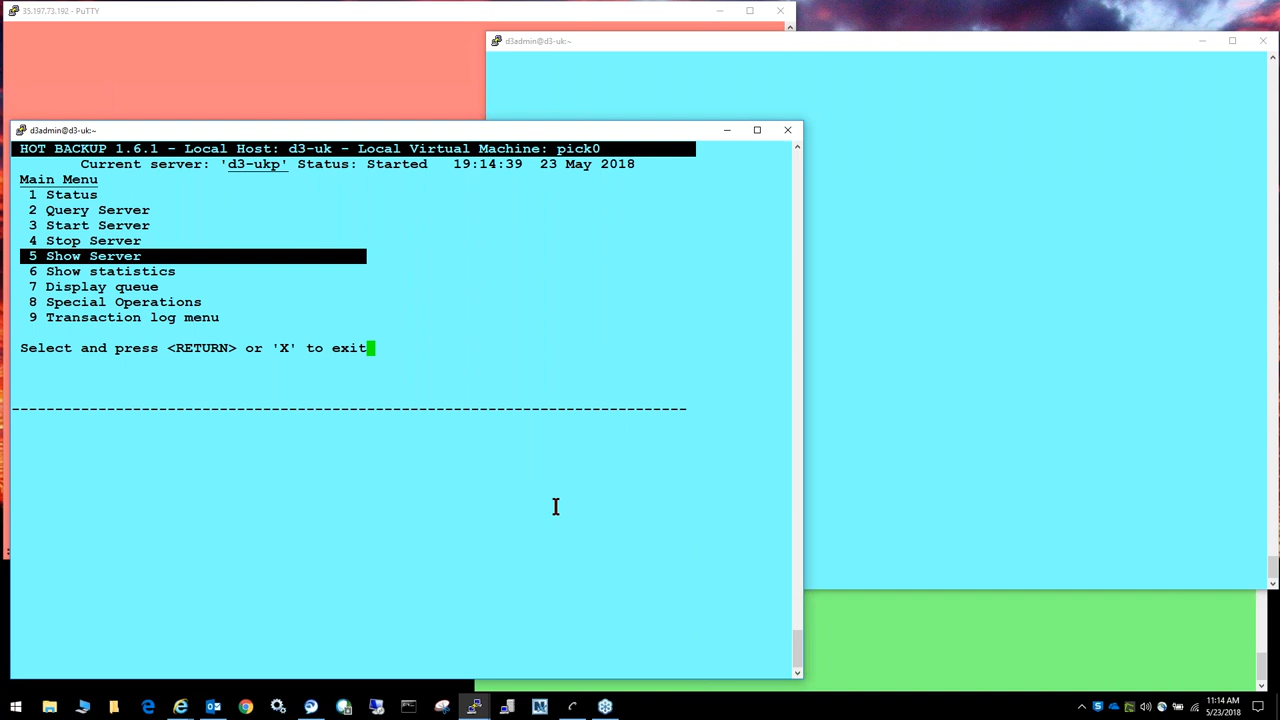 35.197.73.192 - PuTTY
d3admin@d3-uk:~
d3admin@d3-uk:~
HOT BACKUP 1.6.1 - Local Host: d3-uk - Local Virtual Machine: pick0
Current server: 'd3-ukp' Status: Started 19:14:39 23 May 2018
Main Menu
1 Status
2 Query Server
3 Start Server
4 Stop Server
5 Show Server
6 Show statistics
7 Display queue
8 Special Operations
9 Transaction log menu
Select and press <RETURN> or 'X' to exit
--------------------------------------------------------------------------------
:
11:14 AM
5/23/2018